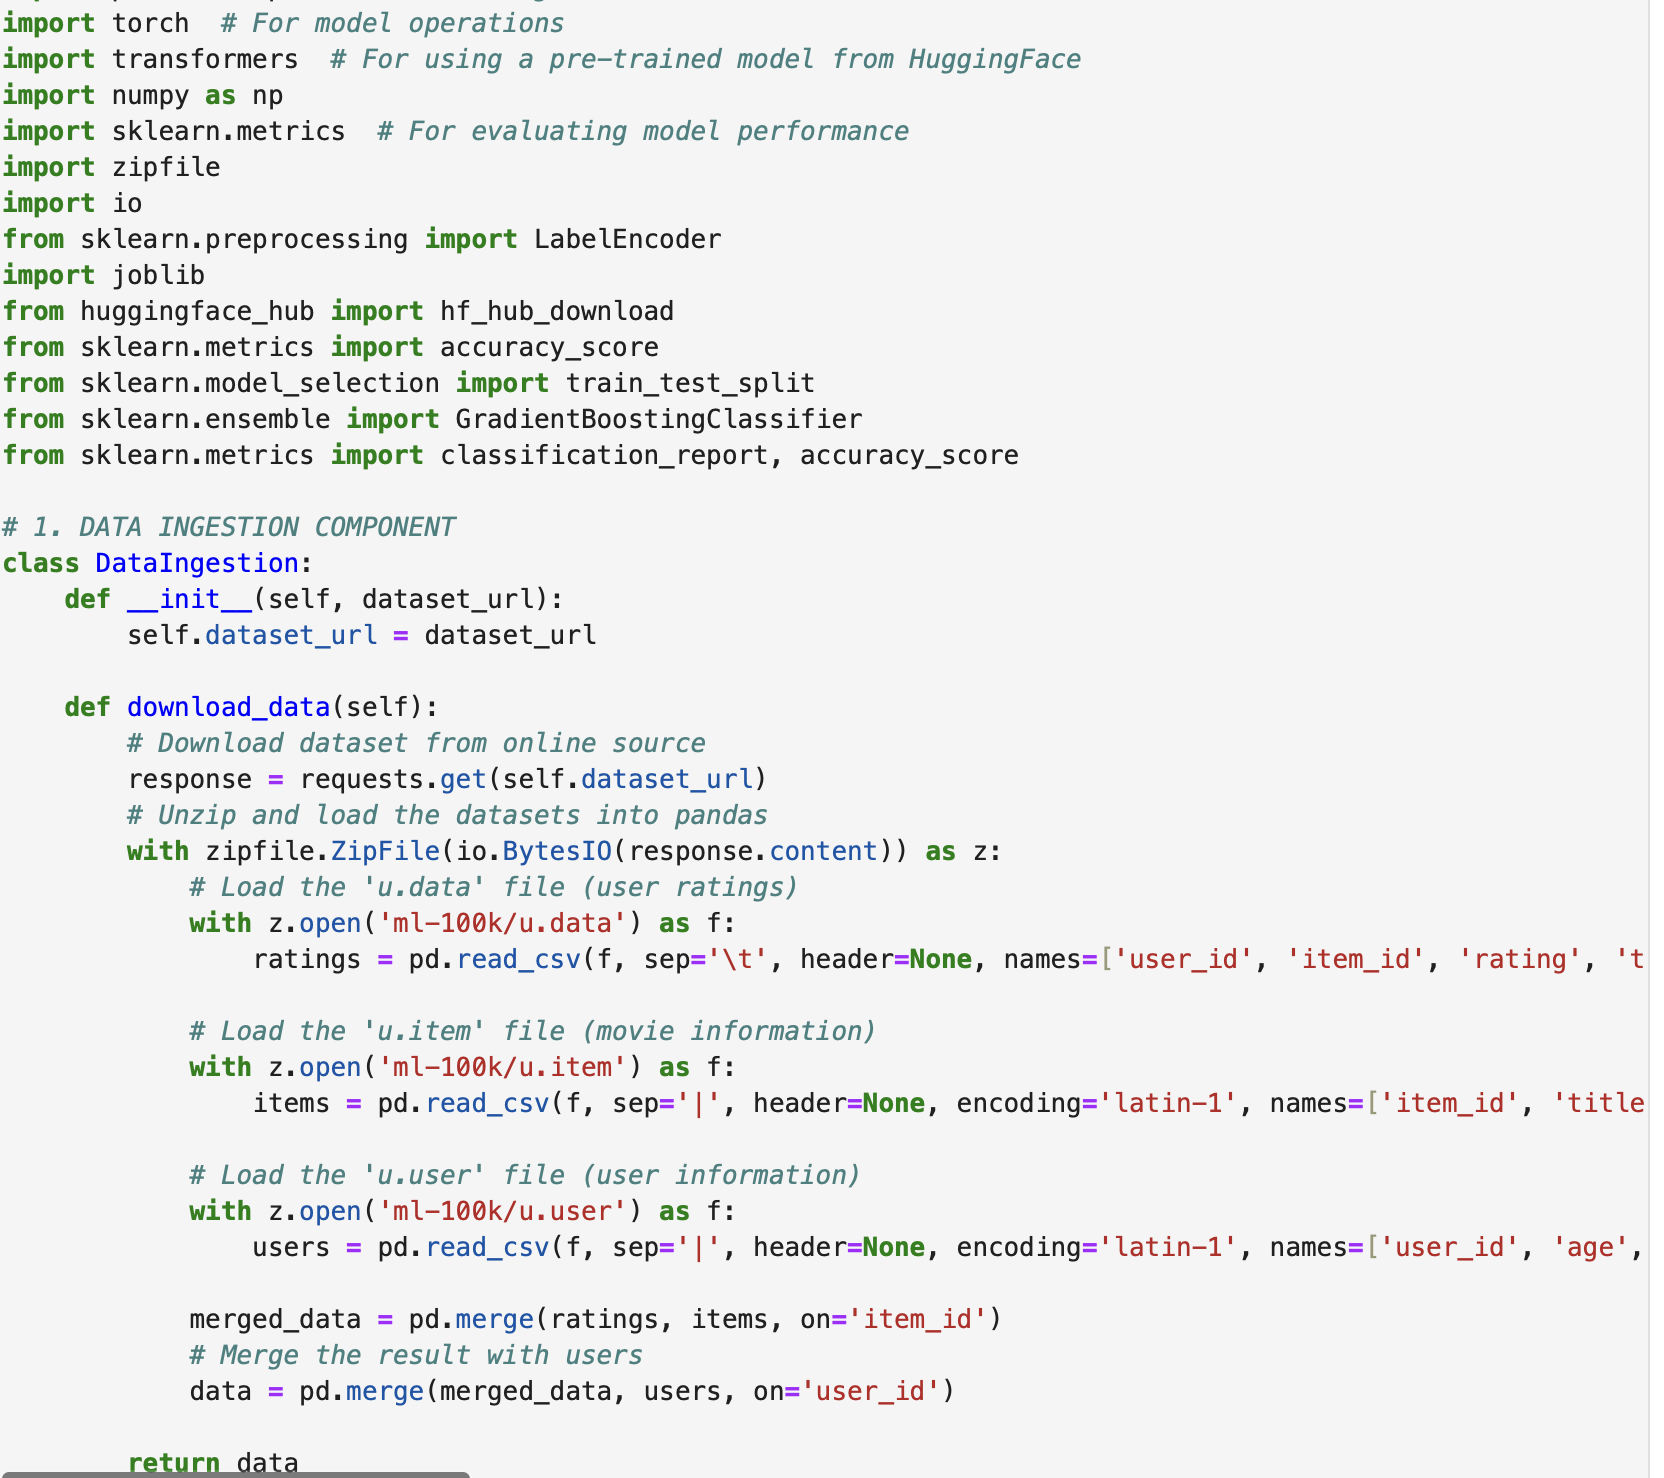 import torch  # For model operations
import transformers  # For using a pre-trained model from HuggingFace
import numpy as np
import sklearn.metrics  # For evaluating model performance
import zipfile
import io
from sklearn.preprocessing import LabelEncoder
import joblib
from huggingface_hub import hf_hub_download
from sklearn.metrics import accuracy_score
from sklearn.model_selection import train_test_split
from sklearn.ensemble import GradientBoostingClassifier
from sklearn.metrics import classification_report, accuracy_score

# 1. DATA INGESTION COMPONENT
class DataIngestion:
    def __init__(self, dataset_url):
        self.dataset_url = dataset_url

    def download_data(self):
        # Download dataset from online source
        response = requests.get(self.dataset_url)
        # Unzip and load the datasets into pandas
        with zipfile.ZipFile(io.BytesIO(response.content)) as z:
            # Load the 'u.data' file (user ratings)
            with z.open('ml-100k/u.data') as f:
                ratings = pd.read_csv(f, sep='\t', header=None, names=['user_id', 'item_id', 'rating', 't

            # Load the 'u.item' file (movie information)
            with z.open('ml-100k/u.item') as f:
                items = pd.read_csv(f, sep='|', header=None, encoding='latin-1', names=['item_id', 'title

            # Load the 'u.user' file (user information)
            with z.open('ml-100k/u.user') as f:
                users = pd.read_csv(f, sep='|', header=None, encoding='latin-1', names=['user_id', 'age',

            merged_data = pd.merge(ratings, items, on='item_id')
            # Merge the result with users
            data = pd.merge(merged_data, users, on='user_id')

        return data